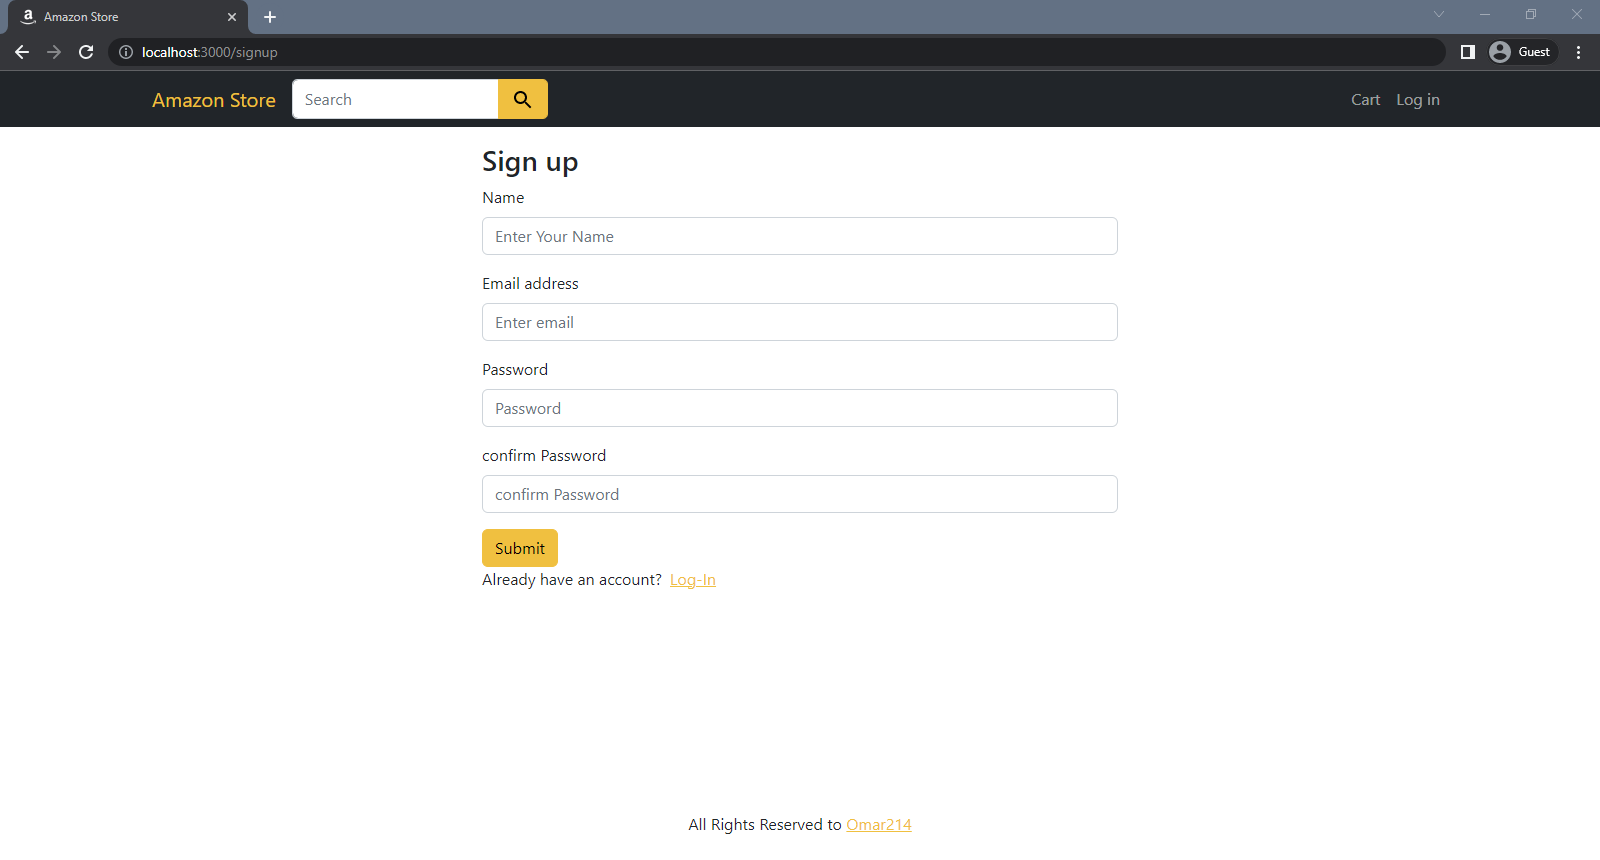 Amazon Store
localhost:3000/signup
Guest
Amazon Store
Search
Cart
Log in
Sign up
Name
Enter Your Name
Email address
Enter email
Password
Password
confirm Password
confirm Password
Submit
Already have an account? Log-In
All Rights Reserved to Omar214